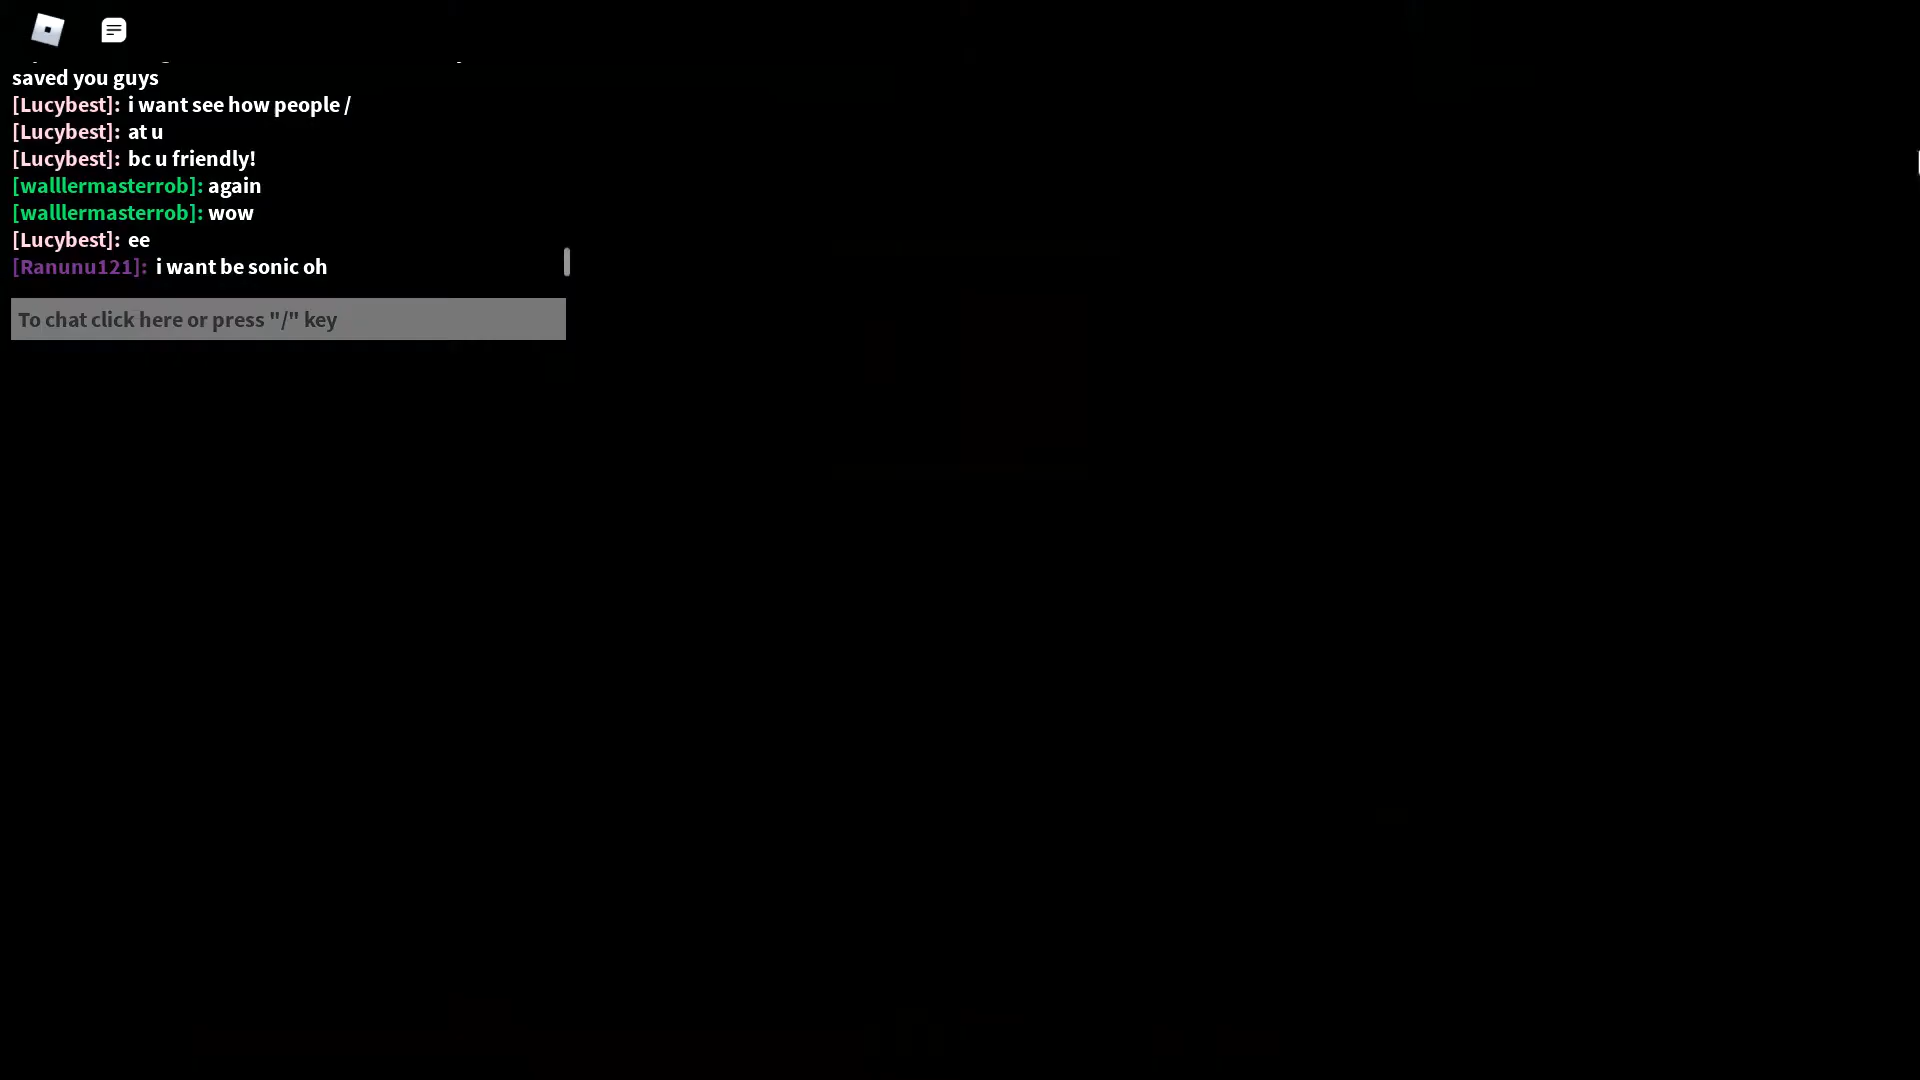 saved you guys
[Lucybest]: i want see how people /
[Lucybest]: at u
[Lucybest]: bc u friendly!
[walllermasterrob]: again
[walllermasterrob]: wow
[Lucybest]: ee
[Ranunu121]: i want be sonic oh
To chat click here or press "/" key